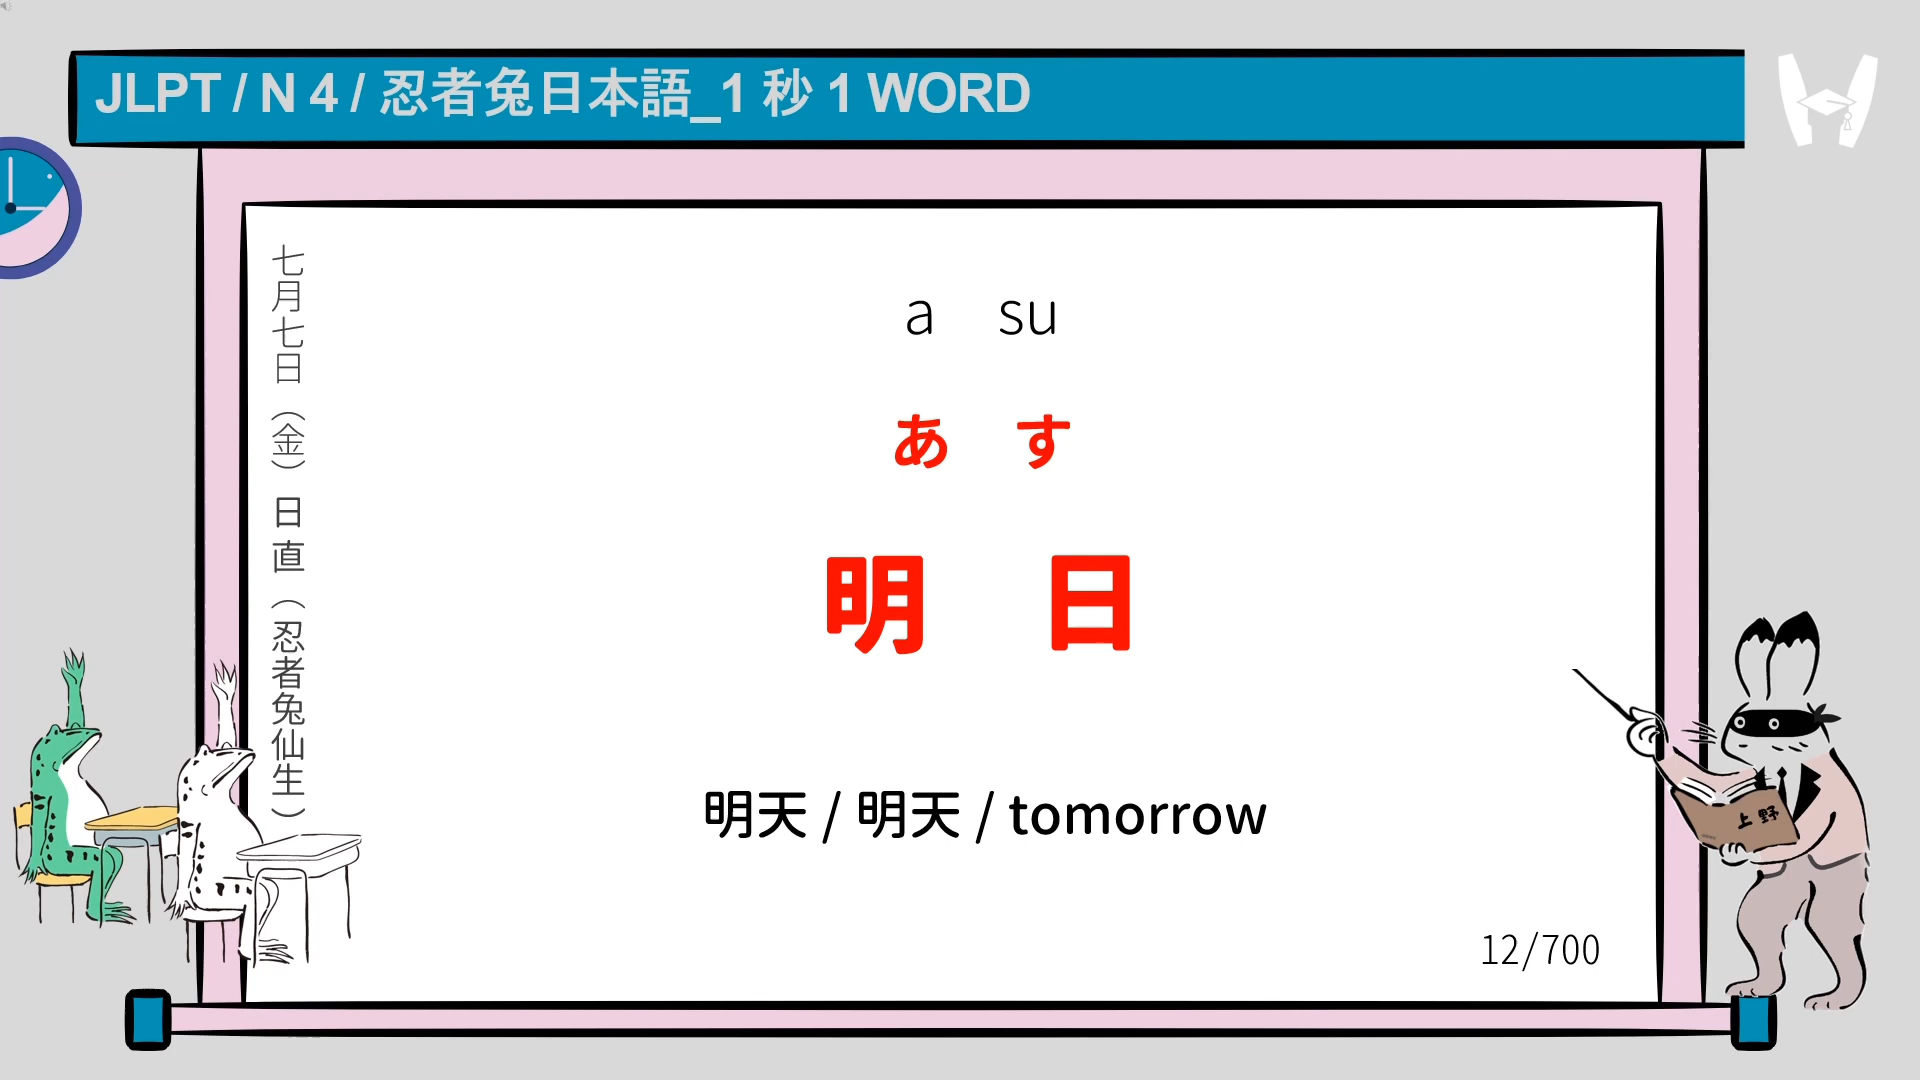 JLPT / N 4 / 忍者兔日本語_1 秒 1 WORD
七月七日（金）日直（忍者兔仙生）
a su
あ す
明 日
明天 / 明天 / tomorrow
上野
12/700